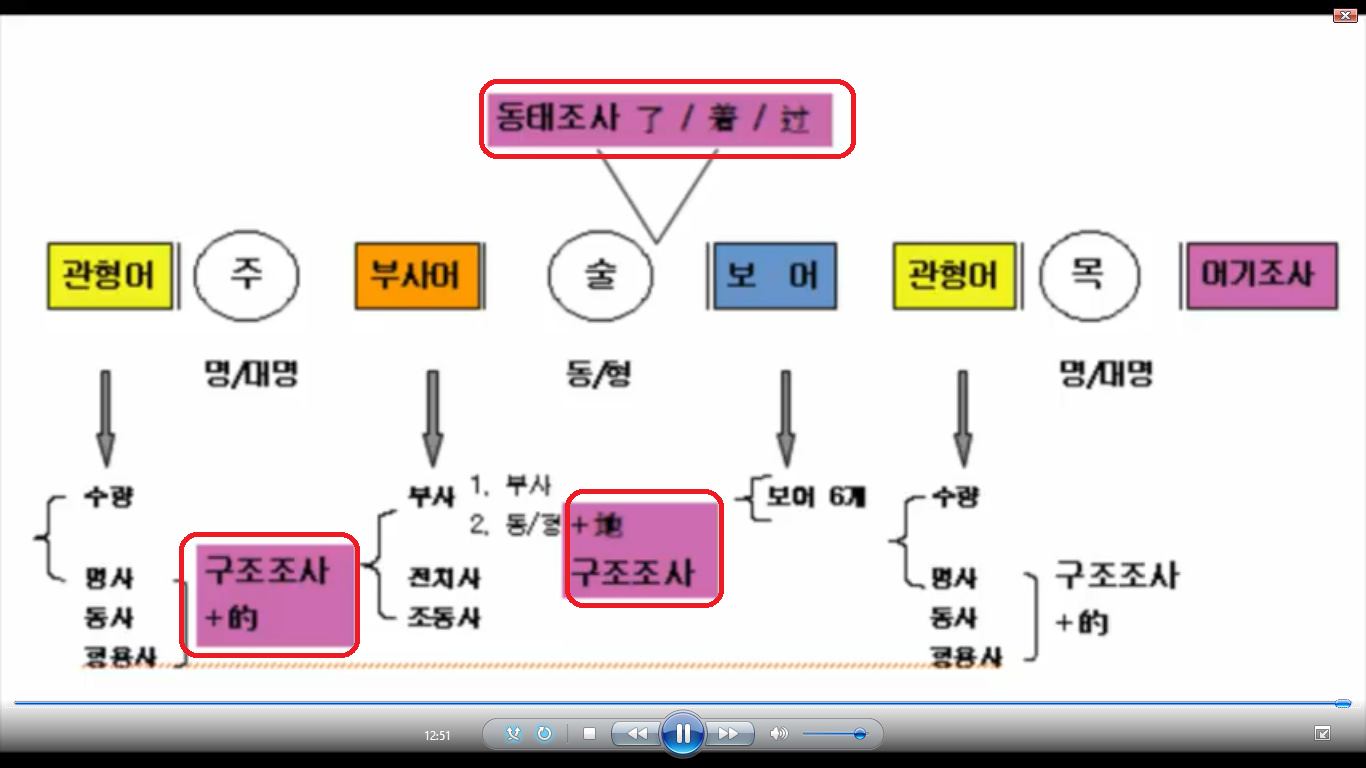 동태조사 了 / 着 / 过
관형어 주 부사어 술 보 어 관형어 목 어기조사
명/대명 동/형 명/대명
수량 부사 1. 부사 보어 6개 수량
2. 동/형 + 地
명사 구조조사 전치사 구조조사 명사 구조조사
동사 +的 조동사 동사 +的
형용사 형용사
12:51